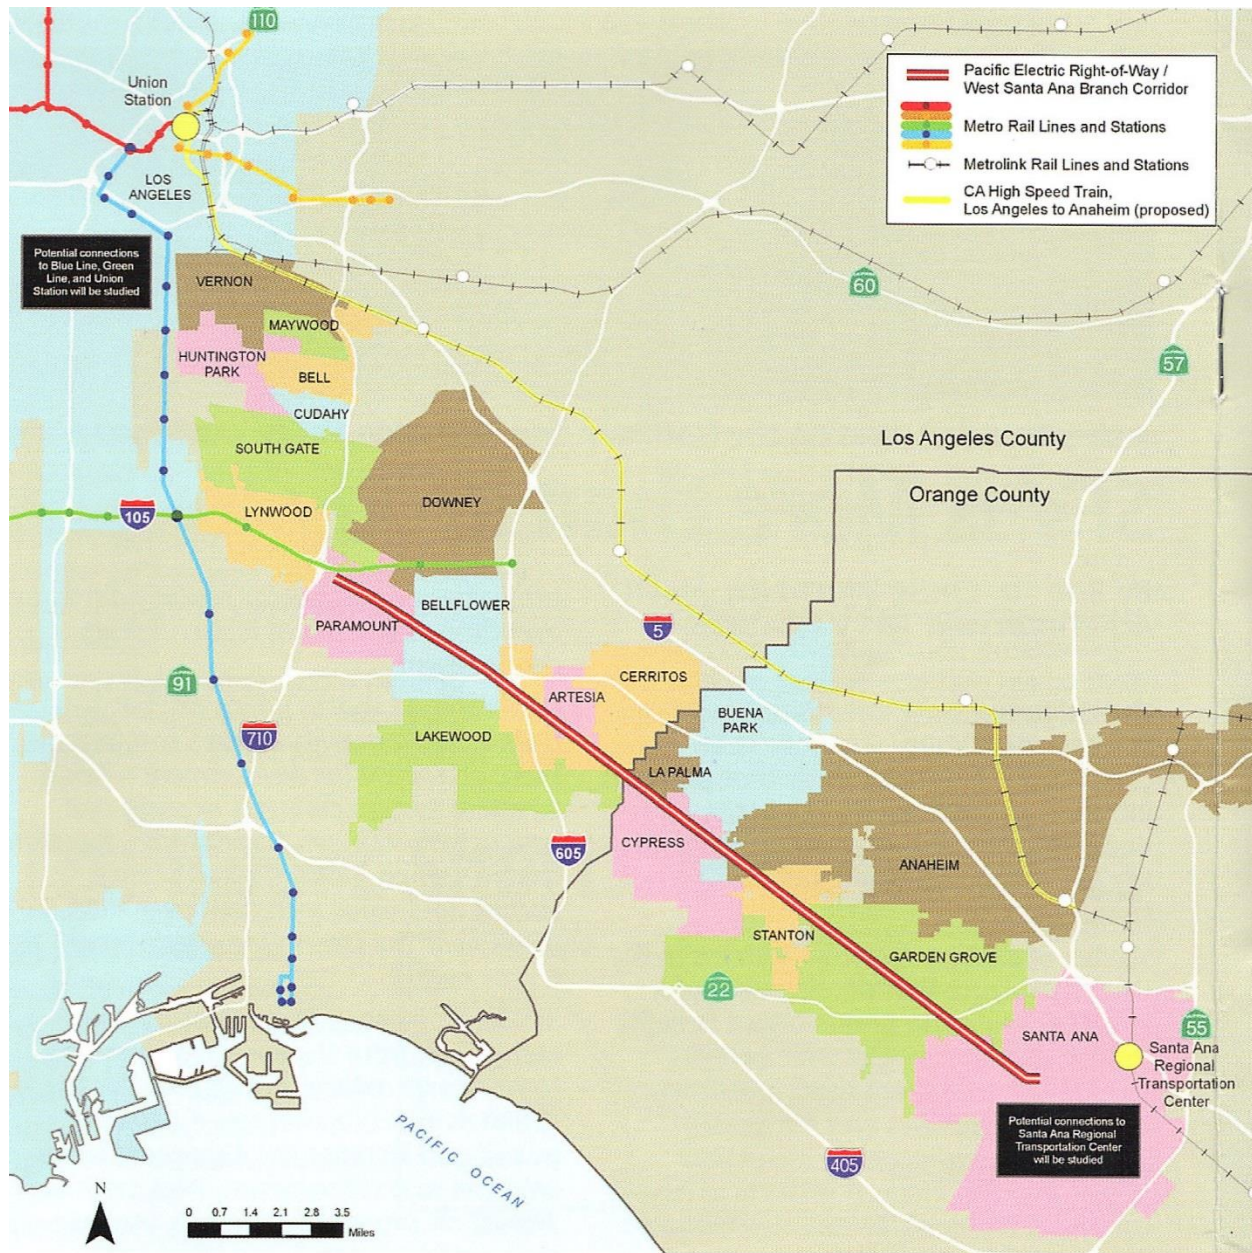 110
Union
Station
LOS
ANGELES
Pacific Electric Right-of-Way /
West Santa Ana Branch Corridor
Metro Rail Lines and Stations
Metrolink Rail Lines and Stations
CA High Speed Train,
Los Angeles to Anaheim (proposed)
Potential connections
to Blue Line, Green
Line, and Union
Station will be studied
VERNON
60
MAYWOOD
HUNTINGTON
PARK
BELL
57
CUDAHY
SOUTH GATE
Los Angeles County
Orange County
DOWNEY
LYNWOOD
105
BELLFLOWER
PARAMOUNT
5
CERRITOS
91
ARTESIA
BUENA
PARK
710
LAKEWOOD
LA PALMA
605
CYPRESS
ANAHEIM
STANTON
GARDEN GROVE
22
SANTA ANA
CALIFORNIA
55
Santa Ana
Regional
Transportation
Center
Potential connections to
Santa Ana Regional
Transportation Center
will be studied
PACIFIC OCEAN
405
N
0 0.7 1.4 2.1 2.8 3.5
Miles